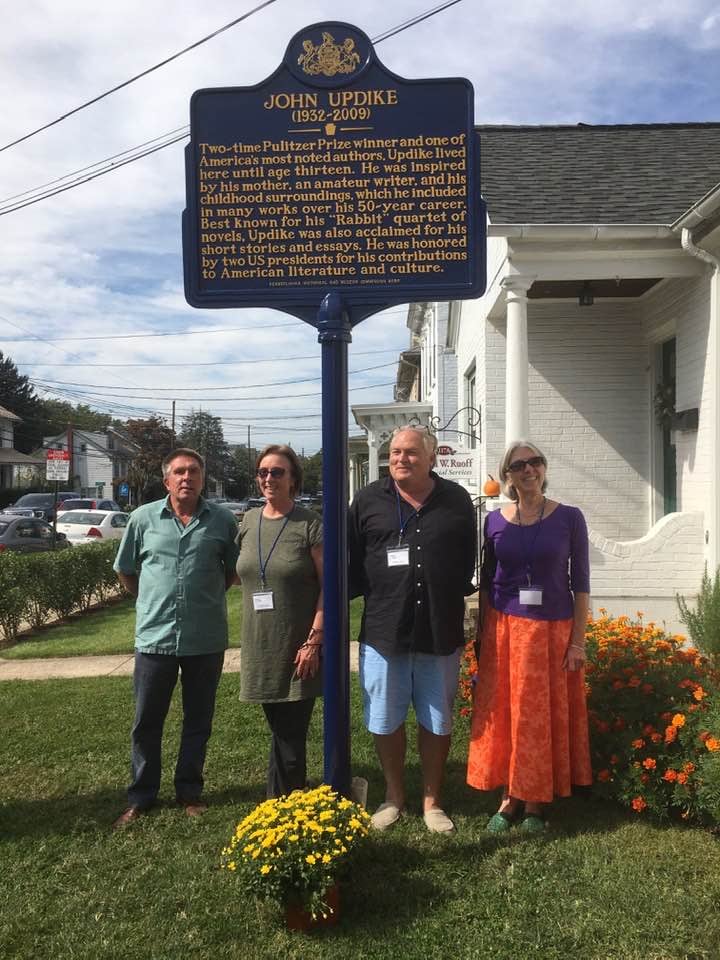 JOHN UPDIKE
(1932-2009)
Two-time Pulitzer Prize winner and one of
America's most noted authors, Updike lived
here until age thirteen. He was inspired
by his mother, an amateur writer, and his
childhood surroundings, which he included
in many works over his 50-year career.
Best known for his "Rabbit" quartet of
novels, Updike was also acclaimed for his
short stories and essays. He was honored
by two US presidents for his contributions
to American literature and culture.
PENNSYLVANIA HISTORICAL AND MUSEUM COMMISSION 2015
W. Ruoff
Services